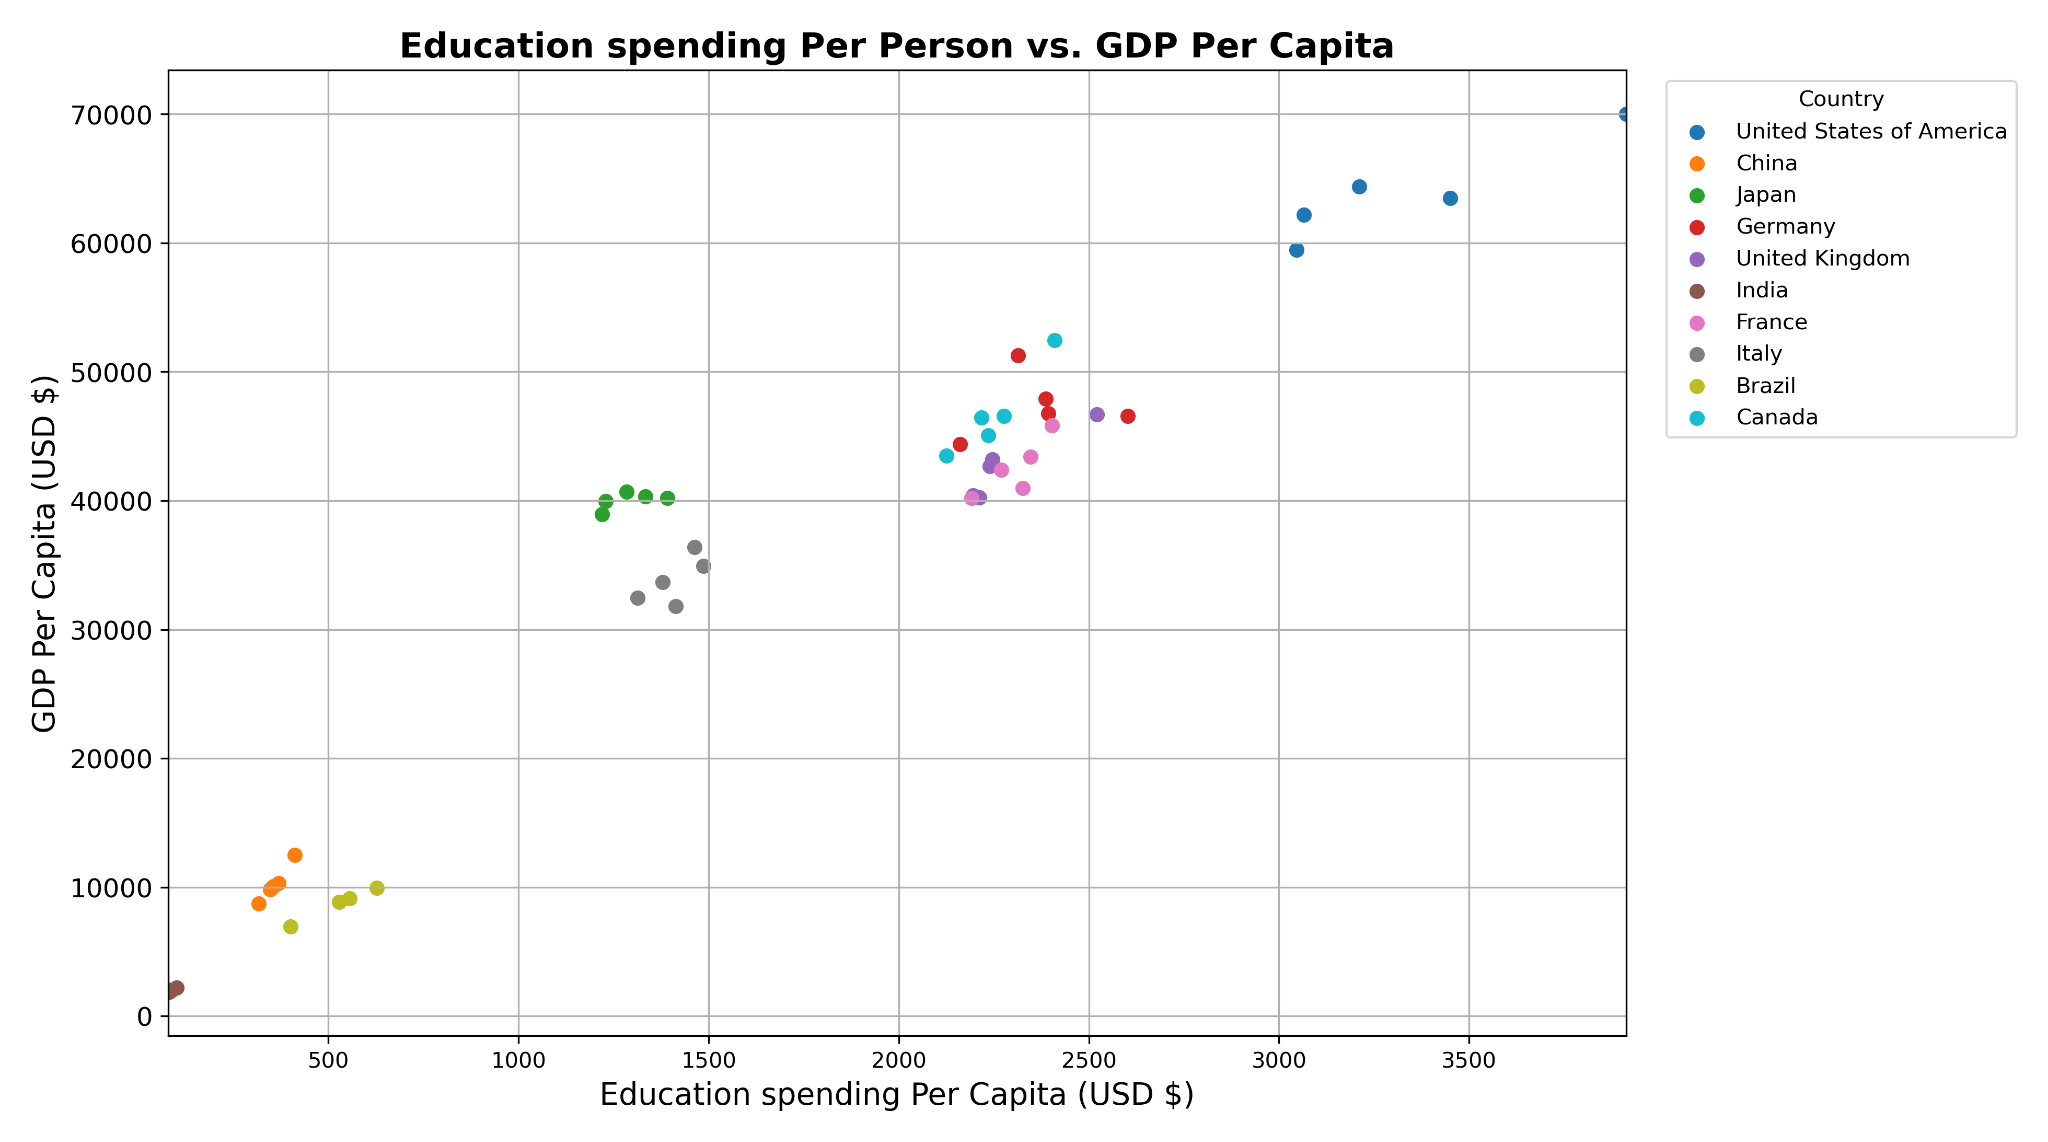 Education spending Per Person vs. GDP Per Capita
GDP Per Capita (USD $)
70000
60000
50000
40000
30000
20000
10000
0
500 1000 1500 2000 2500 3000 3500
Education spending Per Capita (USD $)
Country
United States of America
China
Japan
Germany
United Kingdom
India
France
Italy
Brazil
Canada